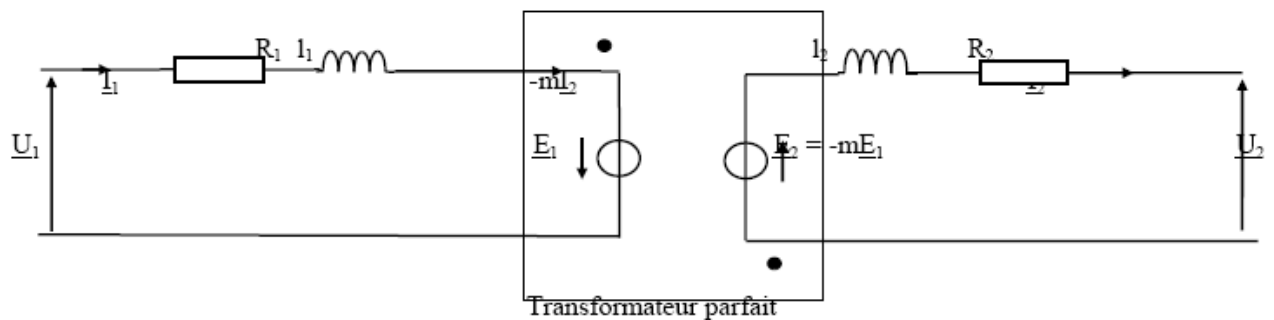 R₁ l₁
l₂ R₂
I₁
-mI₂
I₂
U₁
E₁
E₂ = -mE₁
U₂
Transformateur parfait